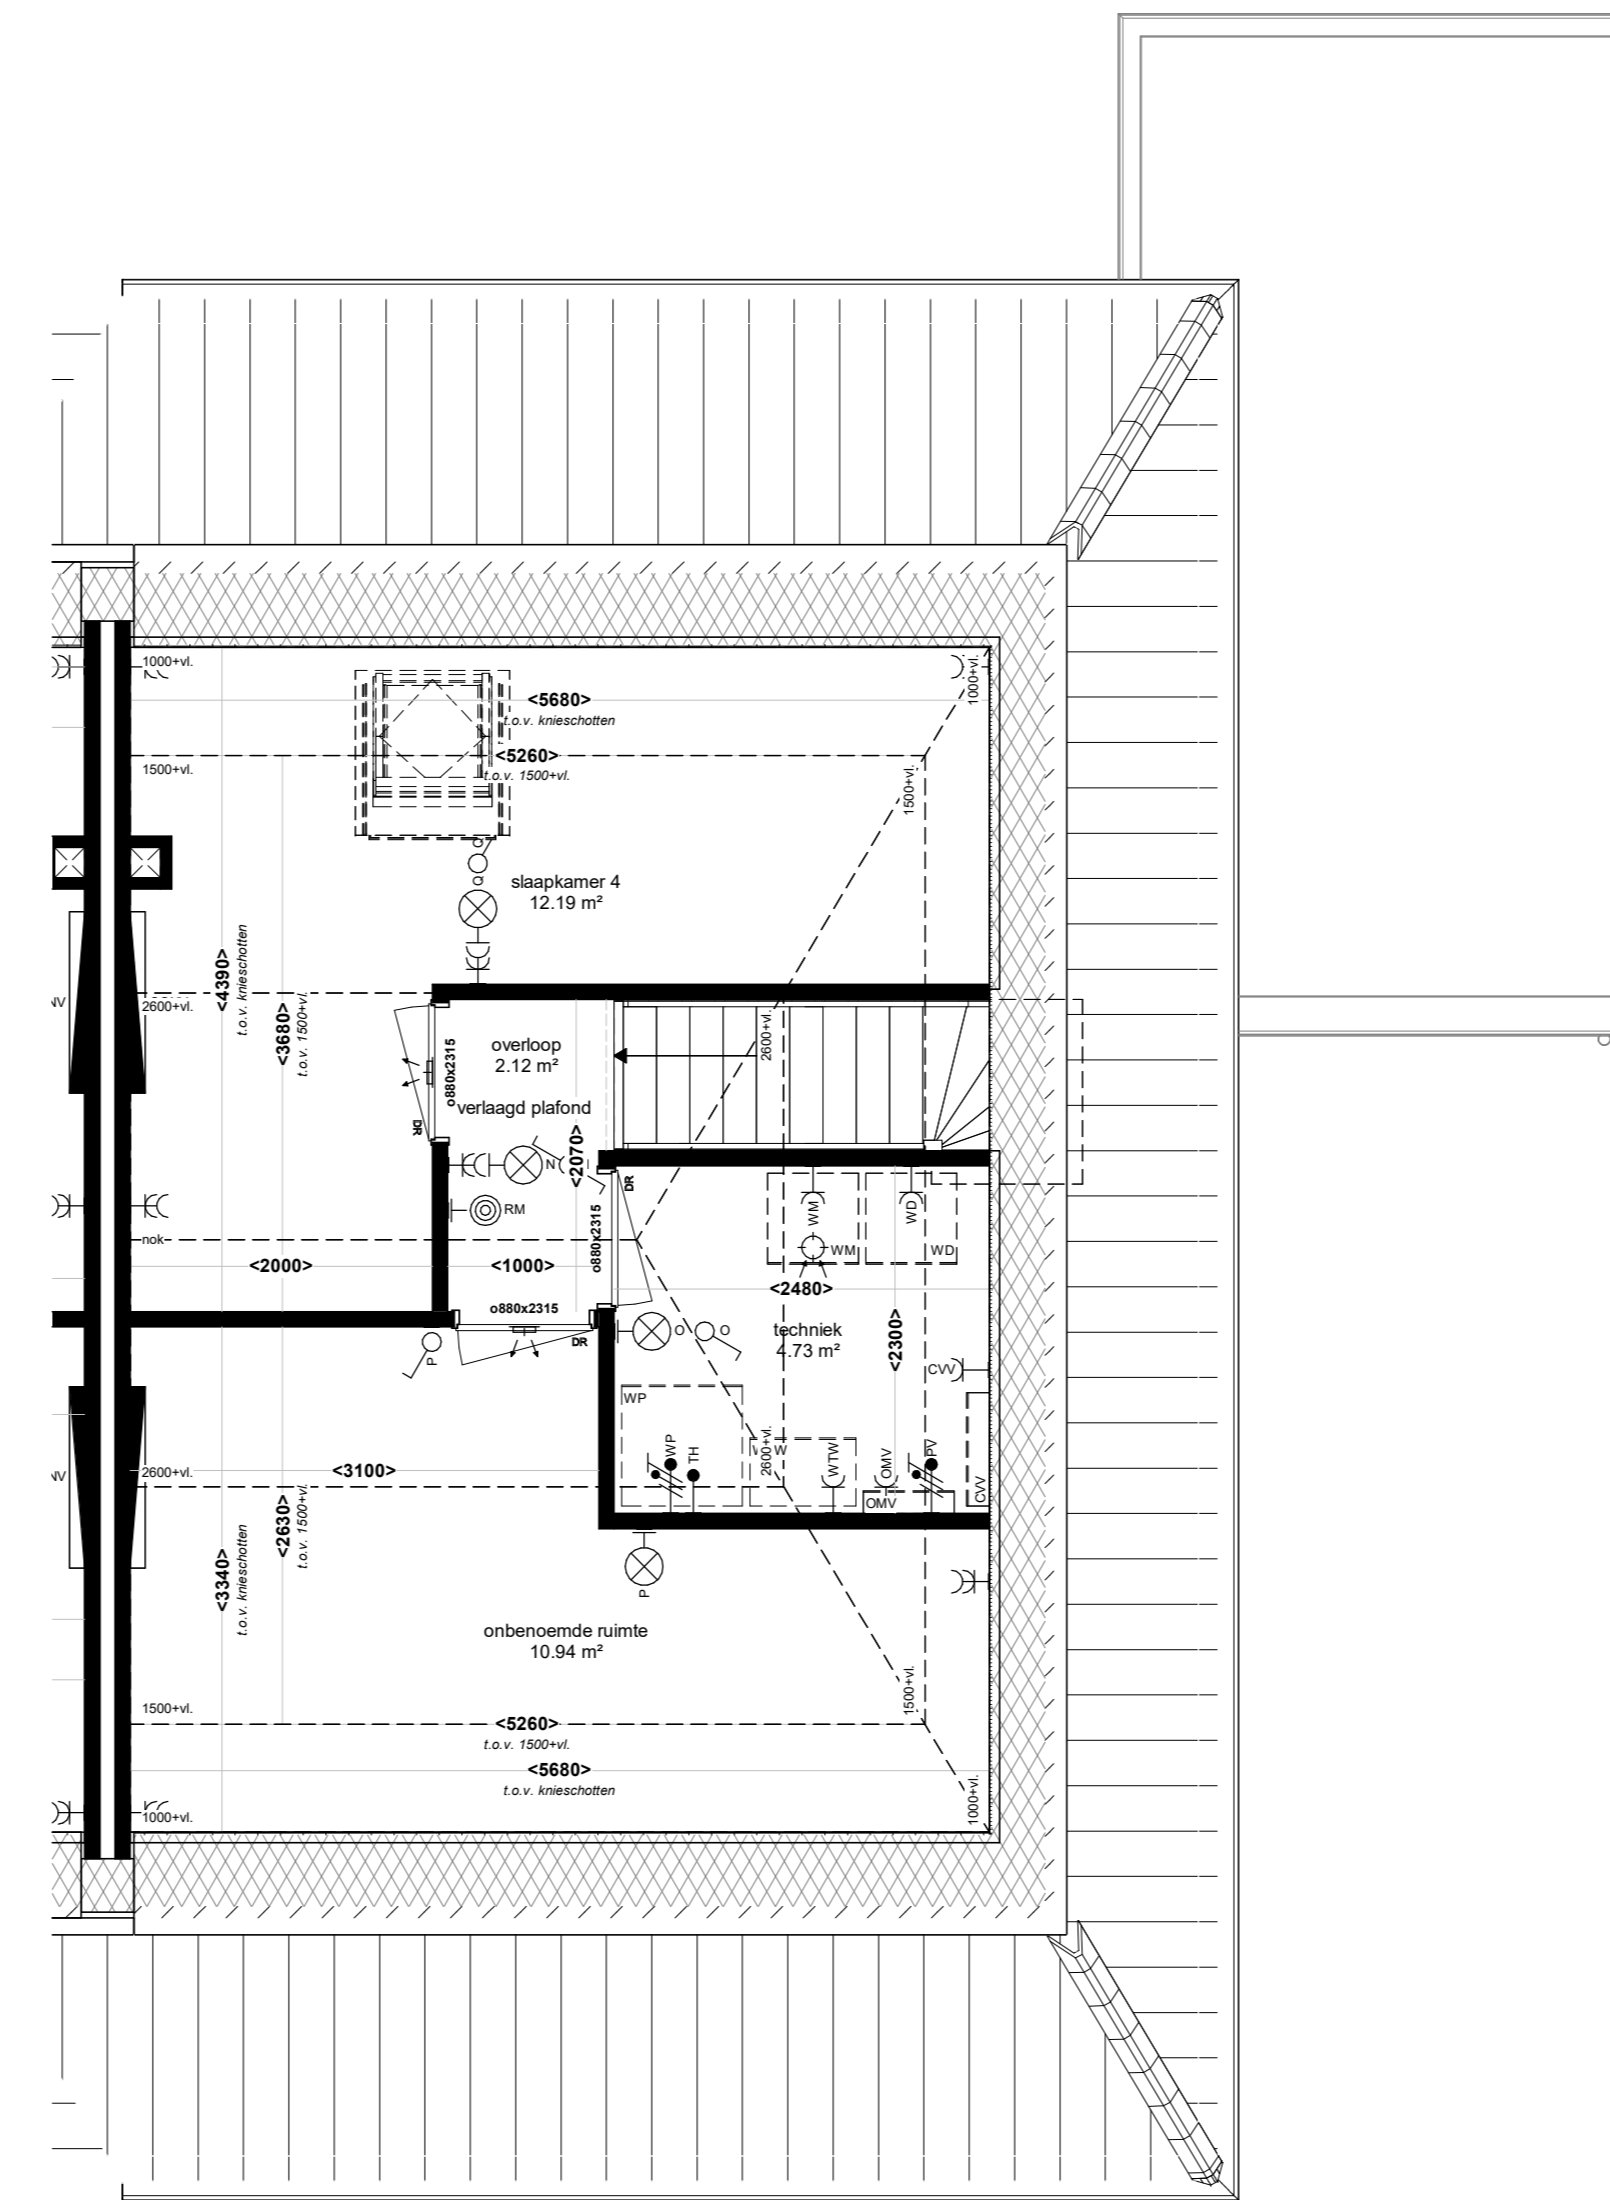 1000+vl.
1000+vl.
<5680>
t.o.v. knieschotten
<5260>
t.o.v. 1500+vl.
1500+vl.
1500+vl.
Q
Q
slaapkamer 4
12.19 m²
<4390>
t.o.v. knieschotten
<3680>
t.o.v. 1500+vl.
NV
2600+vl.
2600+vl.
overloop
2.12 m²
o880x2315
verlaagd plafond
DR
<2070>
N
RM
DR
o880x2315
WM
WD
WM
WD
nok
<2000>
<1000>
<2480>
o880x2315
DR
P
O
O
techniek
4.73 m²
<2300>
CVV
WP
WP
TH
2600+vl.
W
WTW
OMV
PV
OMV
CVV
NV
2600+vl.
<3100>
<3340>
t.o.v. knieschotten
<2630>
t.o.v. 1500+vl.
P
onbenoemde ruimte
10.94 m²
1500+vl.
1500+vl.
<5260>
t.o.v. 1500+vl.
<5680>
t.o.v. knieschotten
1000+vl.
1000+vl.